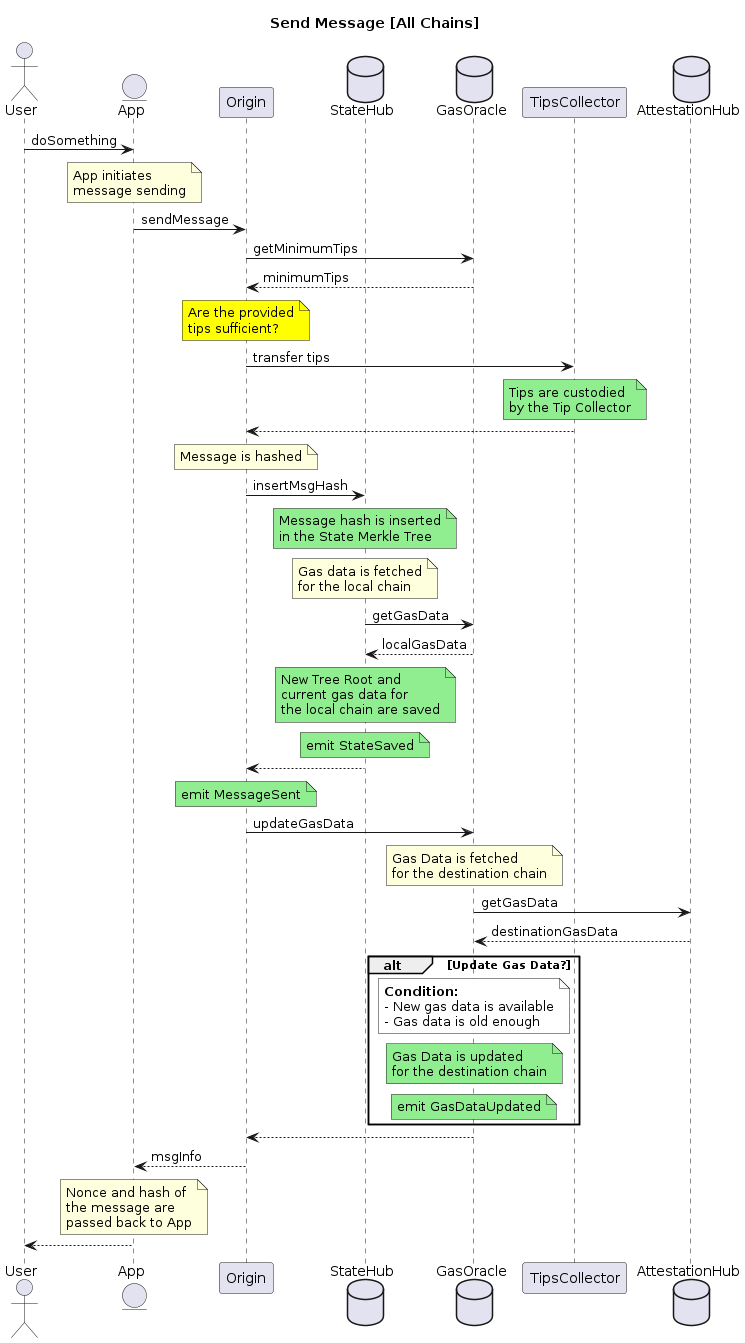 Send Message [All Chains]
User
App
Origin
StateHub
GasOracle
TipsCollector
AttestationHub
doSomething
App initiates
message sending
sendMessage
getMinimumTips
minimumTips
Are the provided
tips sufficient?
transfer tips
Tips are custodied
by the Tip Collector
Message is hashed
insertMsgHash
Message hash is inserted
in the State Merkle Tree
Gas data is fetched
for the local chain
getGasData
localGasData
New Tree Root and
current gas data for
the local chain are saved
emit StateSaved
emit MessageSent
updateGasData
Gas Data is fetched
for the destination chain
getGasData
destinationGasData
alt
[Update Gas Data?]
Condition:
- New gas data is available
- Gas data is old enough
Gas Data is updated
for the destination chain
emit GasDataUpdated
msgInfo
Nonce and hash of
the message are
passed back to App
User
App
Origin
StateHub
GasOracle
TipsCollector
AttestationHub